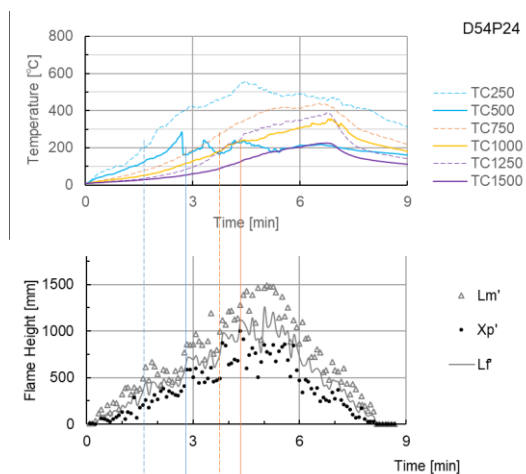 D54P24
Temperature [℃]
800
600
400
200
0
0 3 6 9
Time [min]
TC250
TC500
TC750
TC1000
TC1250
TC1500
Flame Height [mm]
1500
1000
500
0
0 3 6 9
Time [min]
Lm'
Xp'
Lf'